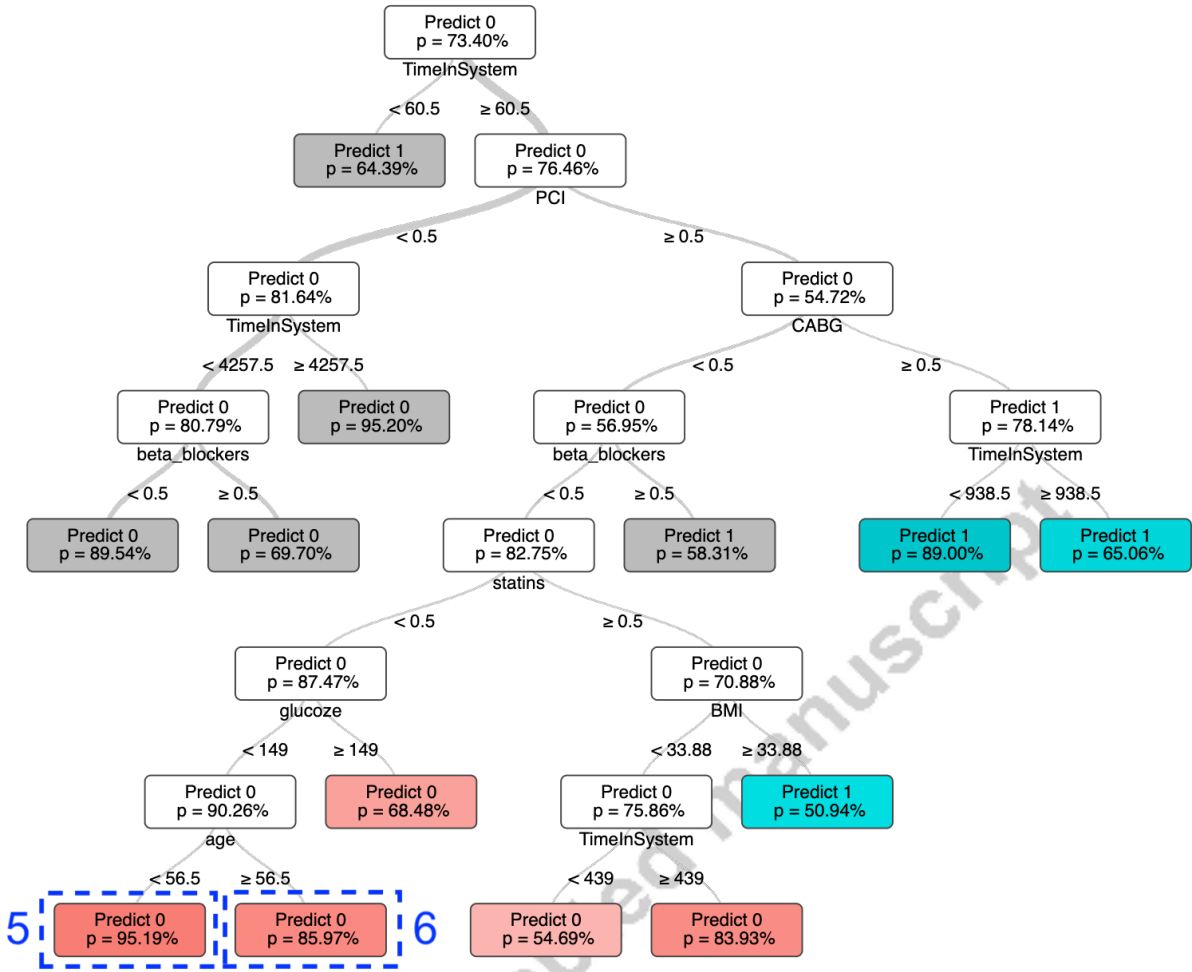 Predict 0
p = 73.40%
TimeInSystem
< 60.5
≥ 60.5
Predict 1
p = 64.39%
Predict 0
p = 76.46%
PCI
< 0.5
≥ 0.5
Predict 0
p = 81.64%
TimeInSystem
Predict 0
p = 54.72%
CABG
< 4257.5
≥ 4257.5
< 0.5
≥ 0.5
Predict 0
p = 80.79%
beta_blockers
Predict 0
p = 95.20%
Predict 0
p = 56.95%
beta_blockers
Predict 1
p = 78.14%
TimeInSystem
< 0.5
≥ 0.5
< 0.5
≥ 0.5
< 938.5
≥ 938.5
Predict 0
p = 89.54%
Predict 0
p = 69.70%
Predict 0
p = 82.75%
statins
Predict 1
p = 58.31%
Predict 1
p = 89.00%
Predict 1
p = 65.06%
< 0.5
≥ 0.5
Predict 0
p = 87.47%
glucoze
Predict 0
p = 70.88%
BMI
< 149
≥ 149
< 33.88
≥ 33.88
Predict 0
p = 90.26%
age
Predict 0
p = 68.48%
Predict 0
p = 75.86%
TimeInSystem
Predict 1
p = 50.94%
< 56.5
≥ 56.5
< 439
≥ 439
5
Predict 0
p = 95.19%
Predict 0
p = 85.97%
6
Predict 0
p = 54.69%
Predict 0
p = 83.93%
manuscript